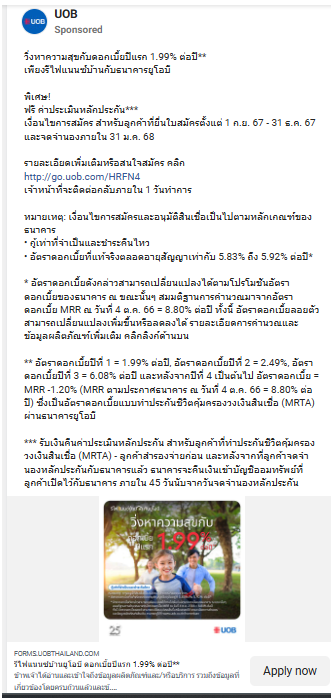 UOB
Sponsored
วิ่งหาความสุขกับดอกเบี้ยปีแรก 1.99% ต่อปี**
เพียงรีไฟแนนซ์บ้านกับธนาคารยูโอบี
พิเศษ!
ฟรี ค่าประเมินหลักประกัน***
เงื่อนไขการสมัคร สำหรับลูกค้าที่ยื่นใบสมัครตั้งแต่ 1 ก.ย. 67 - 31 ธ.ค. 67
และจดจำนองภายใน 31 ม.ค. 68
รายละเอียดเพิ่มเติมหรือสนใจสมัคร คลิก
http://go.uob.com/HRFN4
เจ้าหน้าที่จะติดต่อกลับภายใน 1 วันทำการ
หมายเหตุ: เงื่อนไขการสมัครและอนุมัติสินเชื่อเป็นไปตามหลักเกณฑ์ของ
ธนาคาร
• กู้เท่าที่จำเป็นและชำระคืนไหว
• อัตราดอกเบี้ยที่แท้จริงตลอดอายุสัญญาเท่ากับ 5.83% ถึง 5.92% ต่อปี*
* อัตราดอกเบี้ยดังกล่าวสามารถเปลี่ยนแปลงได้ตามโปรโมชันอัตรา
ดอกเบี้ยของธนาคาร ณ ขณะนั้นๆ สมมติฐานการคำนวณมาจากอัตรา
ดอกเบี้ย MRR ณ วันที่ 4 ต.ค. 66 = 8.80% ต่อปี ทั้งนี้ อัตราดอกเบี้ยลอยตัว
สามารถเปลี่ยนแปลงเพิ่มขึ้นหรือลดลงได้ รายละเอียดการคำนวณและ
ข้อมูลผลิตภัณฑ์เพิ่มเติม คลิกลิงค์ด้านบน
** อัตราดอกเบี้ยปีที่ 1 = 1.99% ต่อปี, อัตราดอกเบี้ยปีที่ 2 = 2.49%, อัตรา
ดอกเบี้ยปีที่ 3 = 6.08% ต่อปี และหลังจากปีที่ 4 เป็นต้นไป อัตราดอกเบี้ย =
MRR -1.20% (MRR ตามประกาศธนาคาร ณ วันที่ 4 ต.ค. 66 = 8.80% ต่อ
ปี) ซึ่งเป็นอัตราดอกเบี้ยแบบทำประกันชีวิตคุ้มครองวงเงินสินเชื่อ (MRTA)
ผ่านธนาคารยูโอบี
*** รับเงินคืนค่าประเมินหลักประกัน สำหรับลูกค้าที่ทำประกันชีวิตคุ้มครอง
วงเงินสินเชื่อ (MRTA) - ลูกค้าสำรองจ่ายก่อน และหลังจากที่ลูกค้าจดจำ
นองหลักประกันกับธนาคารแล้ว ธนาคารจะคืนเงินเข้าบัญชีออมทรัพย์ที่
ลูกค้าเปิดไว้กับธนาคาร ภายใน 45 วันนับจากวันจดจำนองหลักประกัน
วิ่งหาความสุขกับ
ดอกเบี้ย
ปีแรก 1.99%
25
UOB
FORMS.UOBTHAILAND.COM
รีไฟแนนซ์บ้านยูโอบี ดอกเบี้ยปีแรก 1.99% ต่อปี**
ข้าพเจ้าได้อ่านและเข้าใจถึงข้อมูลผลิตภัณฑ์และ/หรือบริการ รวมถึงข้อมูลที่
เกี่ยวข้องโดยครบถ้วนแล้วและข้...
Apply now